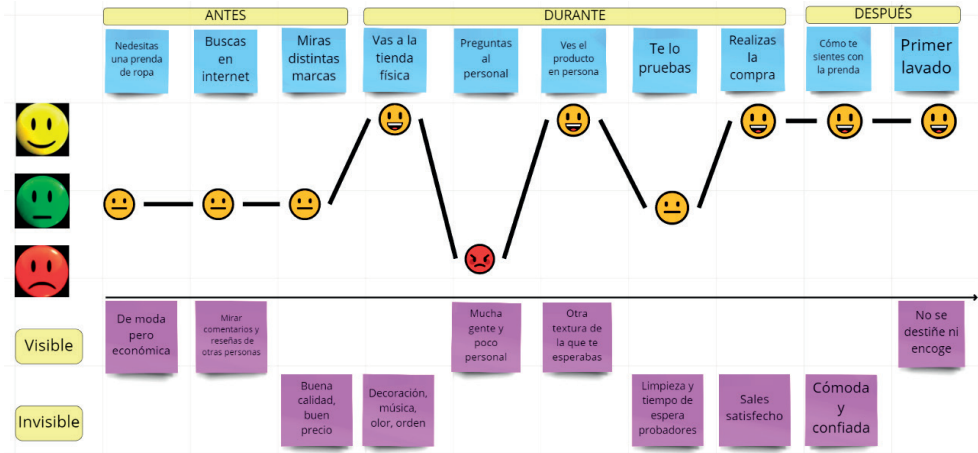 ANTES
DURANTE
DESPUÉS
Nedesitas
una prenda
de ropa
Buscas
en
internet
Miras
distintas
marcas
Vas a la
tienda
física
Preguntas
al
personal
Ves el
producto
en persona
Te lo
pruebas
Realizas
la
compra
Cómo te
sientes con
la prenda
Primer
lavado
Visible
De moda
pero
económica
Mirar
comentarios y
reseñas de
otras personas
Mucha
gente y
poco
personal
Otra
textura de
la que te
esperabas
No se
destiñe ni
encoge
Invisible
Buena
calidad,
buen
precio
Decoración,
música,
olor, orden
Limpieza y
tiempo de
espera
probadores
Sales
satisfecho
Cómoda
y
confiada